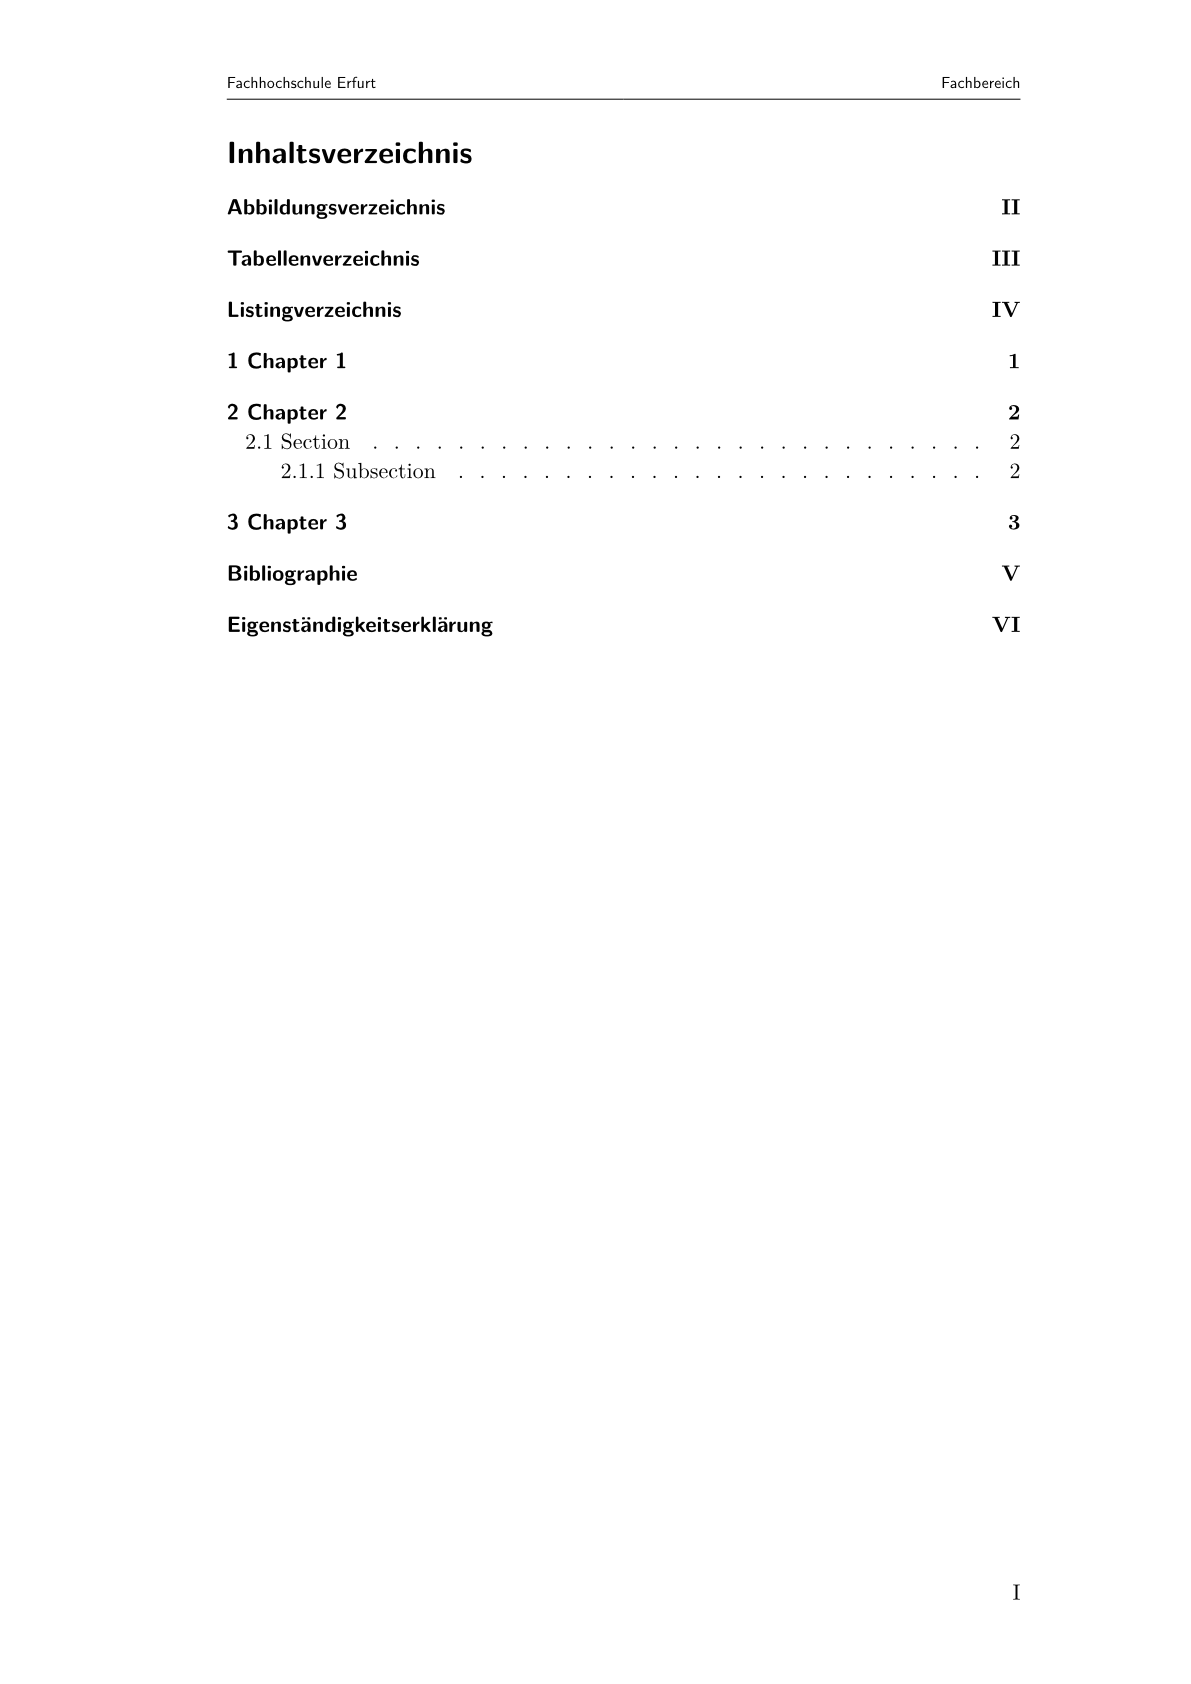 Fachhochschule Erfurt Fachbereich
Inhaltsverzeichnis
Abbildungsverzeichnis II
Tabellenverzeichnis III
Listingverzeichnis IV
1 Chapter 1 1
2 Chapter 2 2
2.1 Section . . . . . . . . . . . . . . . . . . . . . . . . . . . . . 2
2.1.1 Subsection . . . . . . . . . . . . . . . . . . . . . . . . . 2
3 Chapter 3 3
Bibliographie V
Eigenständigkeitserklärung VI
I